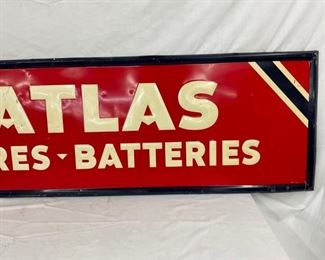 ATLAS
RES - BATTERIES